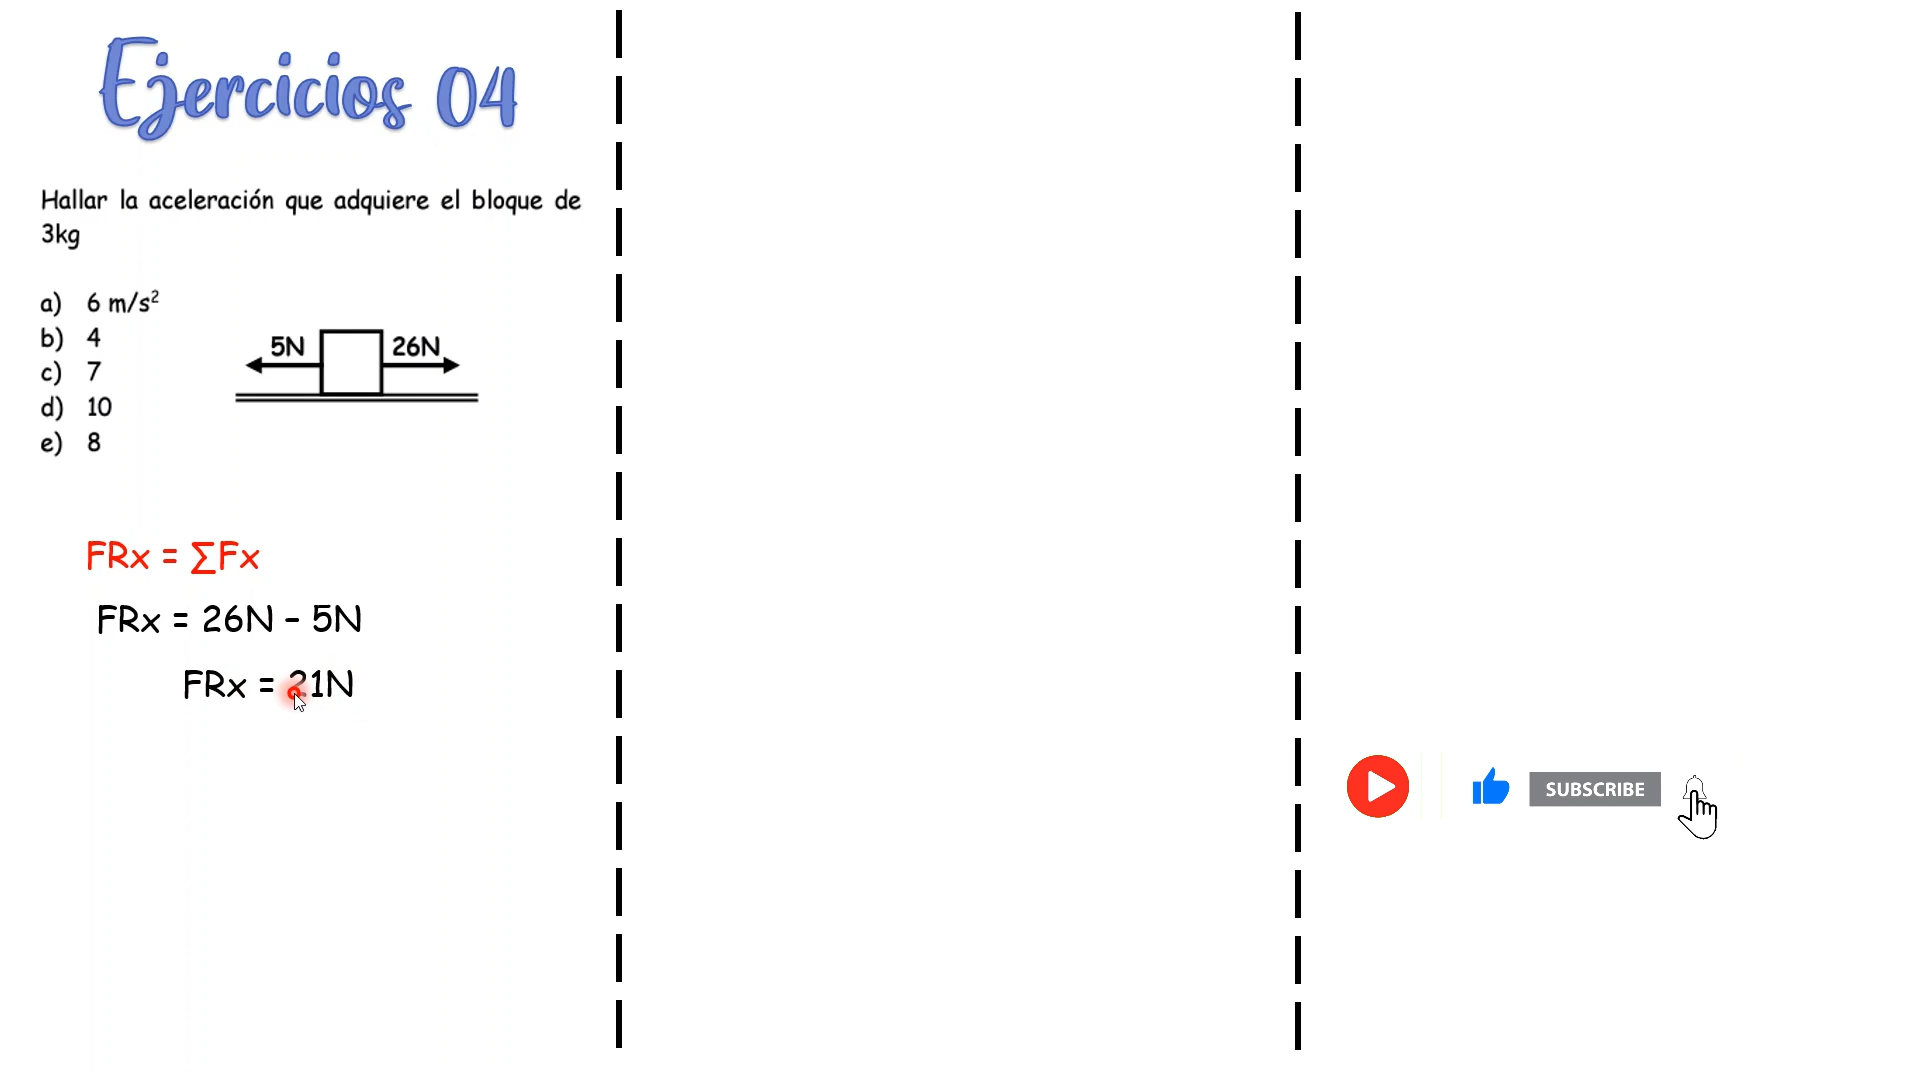 Ejercicios 04
Hallar la aceleración que adquiere el bloque de
3kg
a) 6 m/s²
b) 4
c) 7
d) 10
e) 8
5N
26N
FRx = ∑Fx
FRx = 26N - 5N
FRx = 21N
SUBSCRIBE